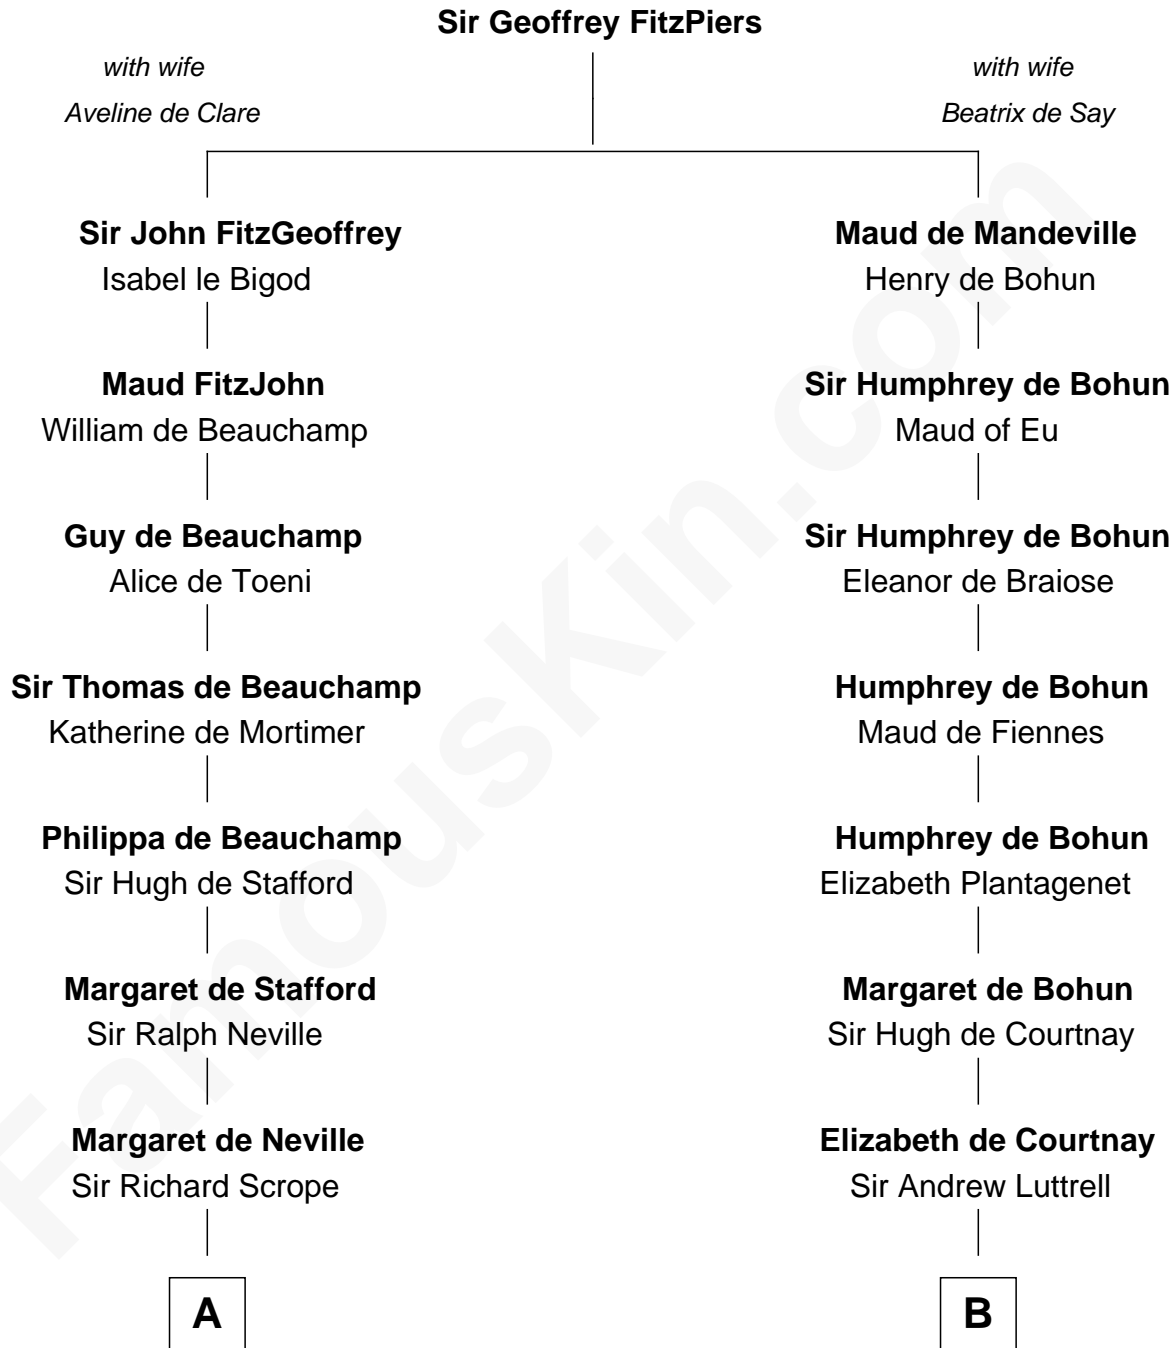 Sir Geoffrey FitzPiers
with wife
Aveline de Clare
with wife
Beatrix de Say
Sir John FitzGeoffrey
Isabel le Bigod
Maud de Mandeville
Henry de Bohun
Maud FitzJohn
William de Beauchamp
Sir Humphrey de Bohun
Maud of Eu
Guy de Beauchamp
Alice de Toeni
Sir Humphrey de Bohun
Eleanor de Braiose
Sir Thomas de Beauchamp
Katherine de Mortimer
Humphrey de Bohun
Maud de Fiennes
Philippa de Beauchamp
Sir Hugh de Stafford
Humphrey de Bohun
Elizabeth Plantagenet
Margaret de Stafford
Sir Ralph Neville
Margaret de Bohun
Sir Hugh de Courtnay
Margaret de Neville
Sir Richard Scrope
Elizabeth de Courtnay
Sir Andrew Luttrell
A
B
FamousKin.com